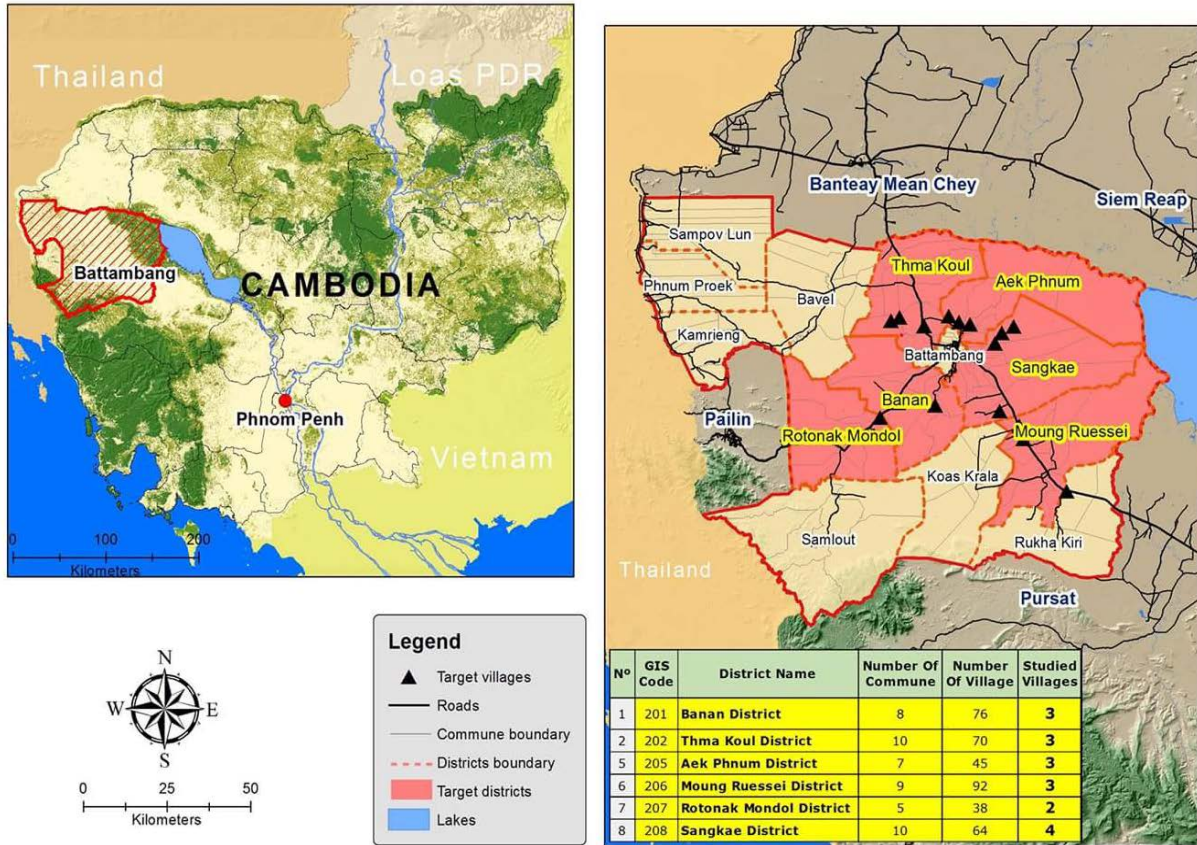 Thailand
Loas PDR
Battambang
CAMBODIA
Phnom Penh
Vietnam
0 100 200
Kilometers
N
W E
S
0 25 50
Kilometers
Legend
Target villages
Roads
Commune boundary
Districts boundary
Target districts
Lakes
Banteay Mean Chey
Siem Reap
Sampov Lun
Thma Koul
Aek Phnum
Phnum Proek
Bavel
Kamrieng
Battambang
Sangkae
Banan
Pailin
Rotonak Mondol
Moung Ruessei
Koas Krala
Samlout
Rukha Kiri
Thailand
Pursat
Nº GIS Code District Name Number Of Commune Number Of Village Studied Villages
1 201 Banan District 8 76 3
2 202 Thma Koul District 10 70 3
5 205 Aek Phnum District 7 45 3
6 206 Moung Ruessei District 9 92 3
7 207 Rotonak Mondol District 5 38 2
8 208 Sangkae District 10 64 4